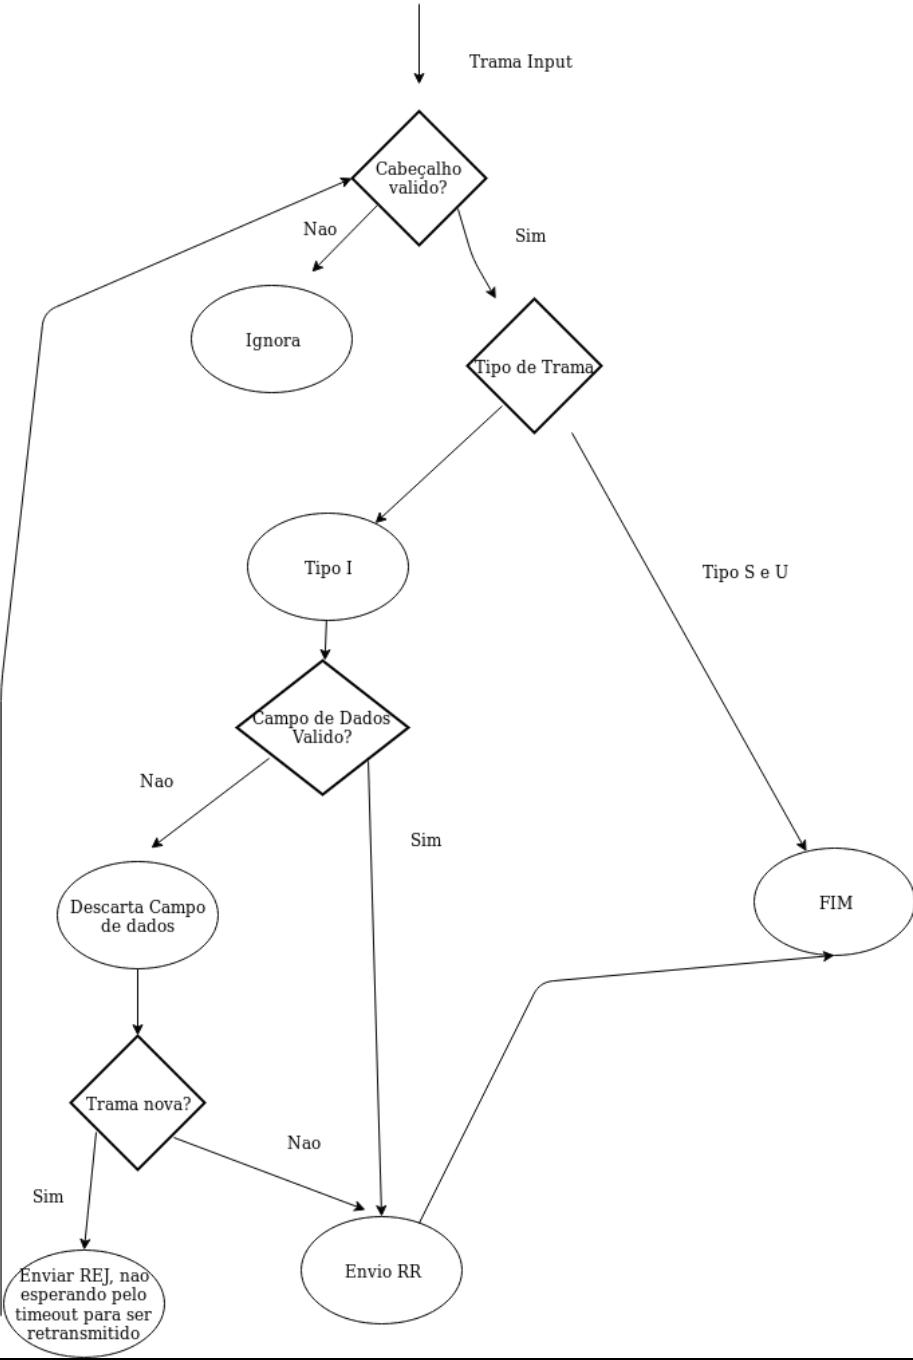 Trama Input
Cabeçalho
valido?
Nao
Sim
Ignora
Tipo de Trama
Tipo I
Tipo S e U
Campo de Dados
Valido?
Nao
Sim
Descarta Campo
de dados
FIM
Trama nova?
Nao
Sim
Envio RR
Enviar REJ, nao
esperando pelo
timeout para ser
retransmitido